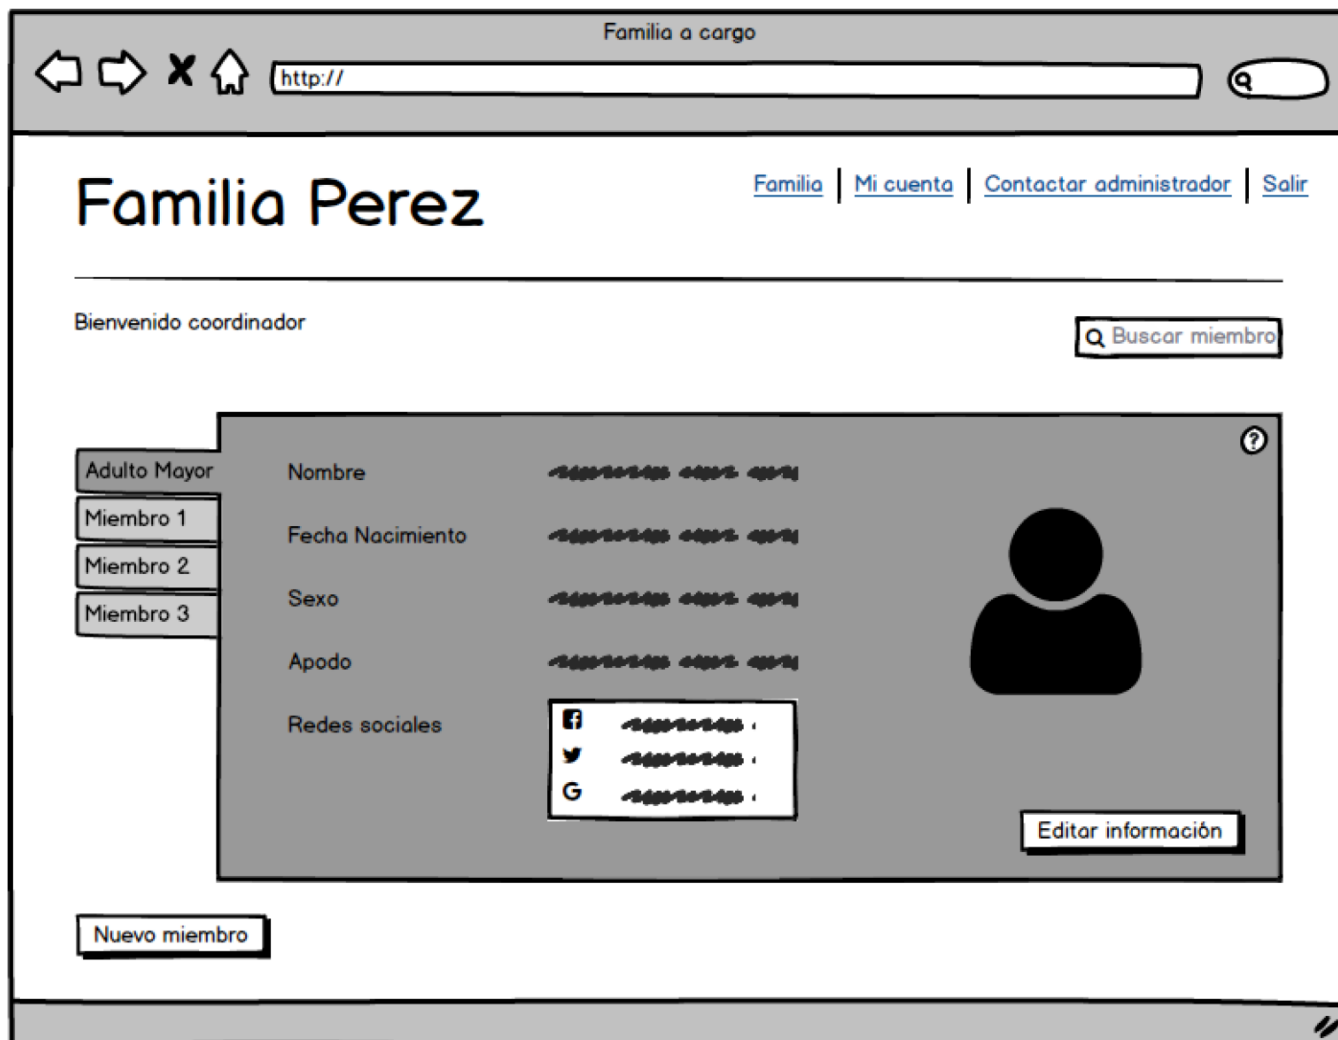 Familia a cargo
http://
Familia Perez
Familia
Mi cuenta
Contactar administrador
Salir
Bienvenido coordinador
Buscar miembro
Adulto Mayor
Miembro 1
Miembro 2
Miembro 3
Nombre
Fecha Nacimiento
Sexo
Apodo
Redes sociales
Editar información
Nuevo miembro